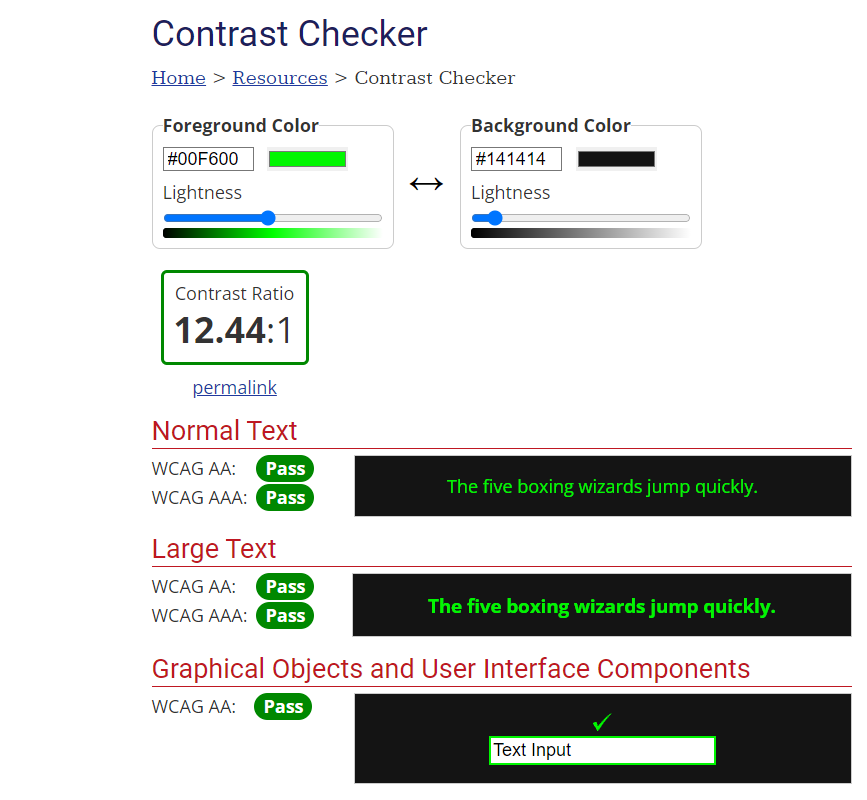 Contrast Checker
Home > Resources > Contrast Checker
Foreground Color
#00F600
Lightness
Background Color
#141414
Lightness
Contrast Ratio
12.44:1
permalink
Normal Text
WCAG AA: Pass
WCAG AAA: Pass
The five boxing wizards jump quickly.
Large Text
WCAG AA: Pass
WCAG AAA: Pass
The five boxing wizards jump quickly.
Graphical Objects and User Interface Components
WCAG AA: Pass
Text Input